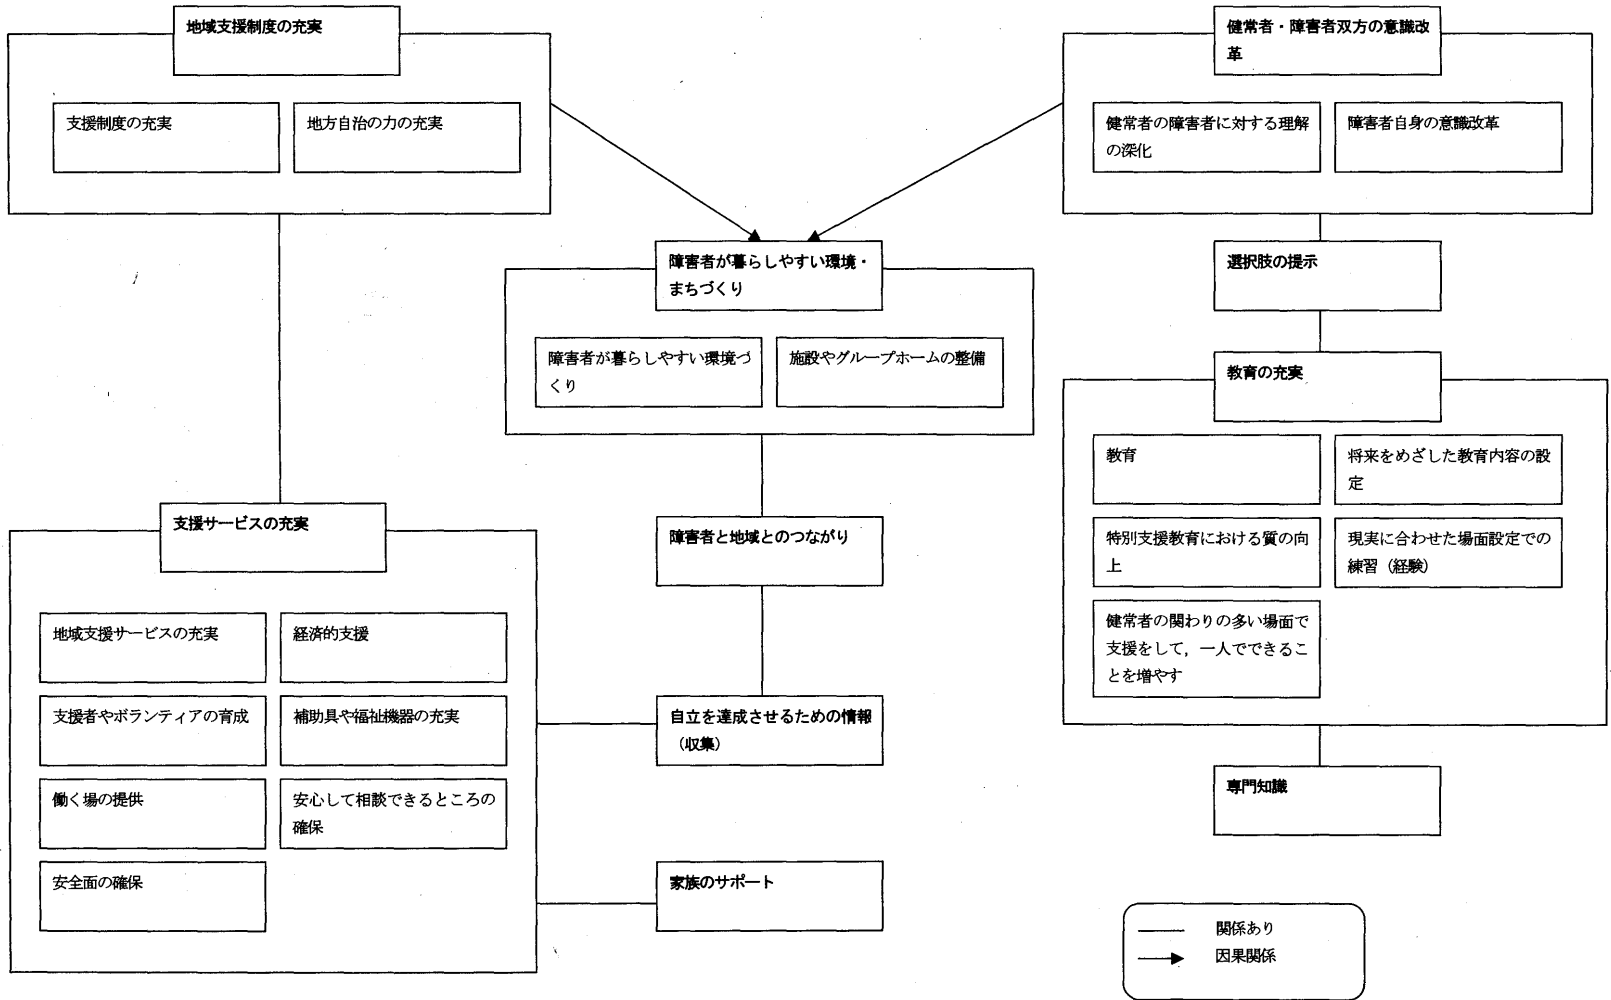 地域支援制度の充実
支援制度の充実
地方自治の力の充実
健常者・障害者双方の意識改
革
健常者の障害者に対する理解
の深化
障害者自身の意識改革
障害者が暮らしやすい環境・
まちづくり
障害者が暮らしやすい環境づ
くり
施設やグループホームの整備
選択肢の提示
教育の充実
教育
将来をめざした教育内容の設
定
特別支援教育における質の向
上
現実に合わせた場面設定での
練習（経験）
健常者の関わりの多い場面で
支援をして，一人でできるこ
とを増やす
専門知識
支援サービスの充実
地域支援サービスの充実
経済的支援
支援者やボランティアの育成
補助具や福祉機器の充実
働く場の提供
安心して相談できるところの
確保
安全面の確保
障害者と地域とのつながり
自立を達成させるための情報
（収集）
家族のサポート
関係あり
因果関係